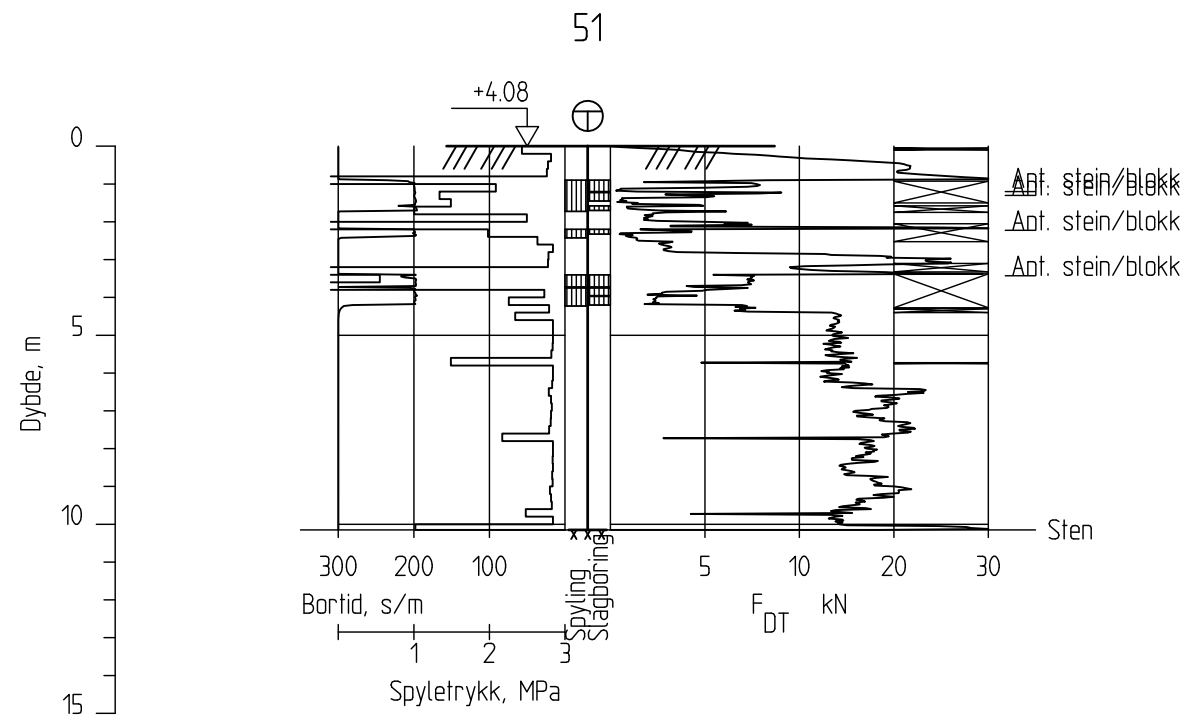 51
+4.08
0
Ant. stein/blokk
Ant. stein/blokk
Ant. stein/blokk
Ant. stein/blokk
5
Dybde, m
10
Sten
300 200 100 5 10 20 30
Spyling
Slagboring
Bortid, s/m
F DT kN
1 2 3
Spyletrykk, MPa
15